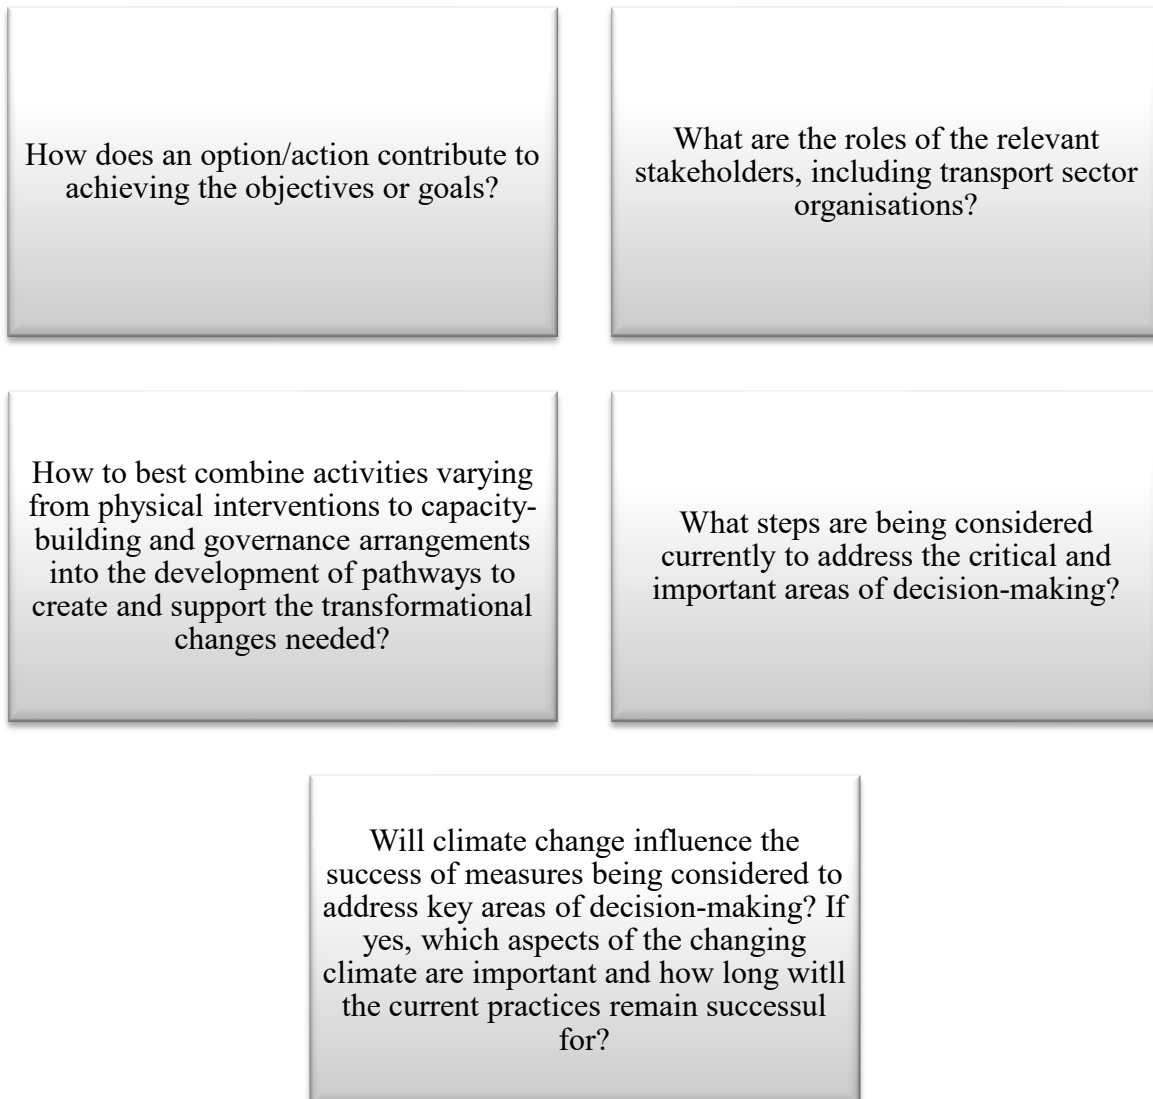 How does an option/action contribute to
achieving the objectives or goals?
What are the roles of the relevant
stakeholders, including transport sector
organisations?
How to best combine activities varying
from physical interventions to capacity-
building and governance arrangements
into the development of pathways to
create and support the transformational
changes needed?
What steps are being considered
currently to address the critical and
important areas of decision-making?
Will climate change influence the
success of measures being considered to
address key areas of decision-making? If
yes, which aspects of the changing
climate are important and how long witll
the current practices remain successul
for?